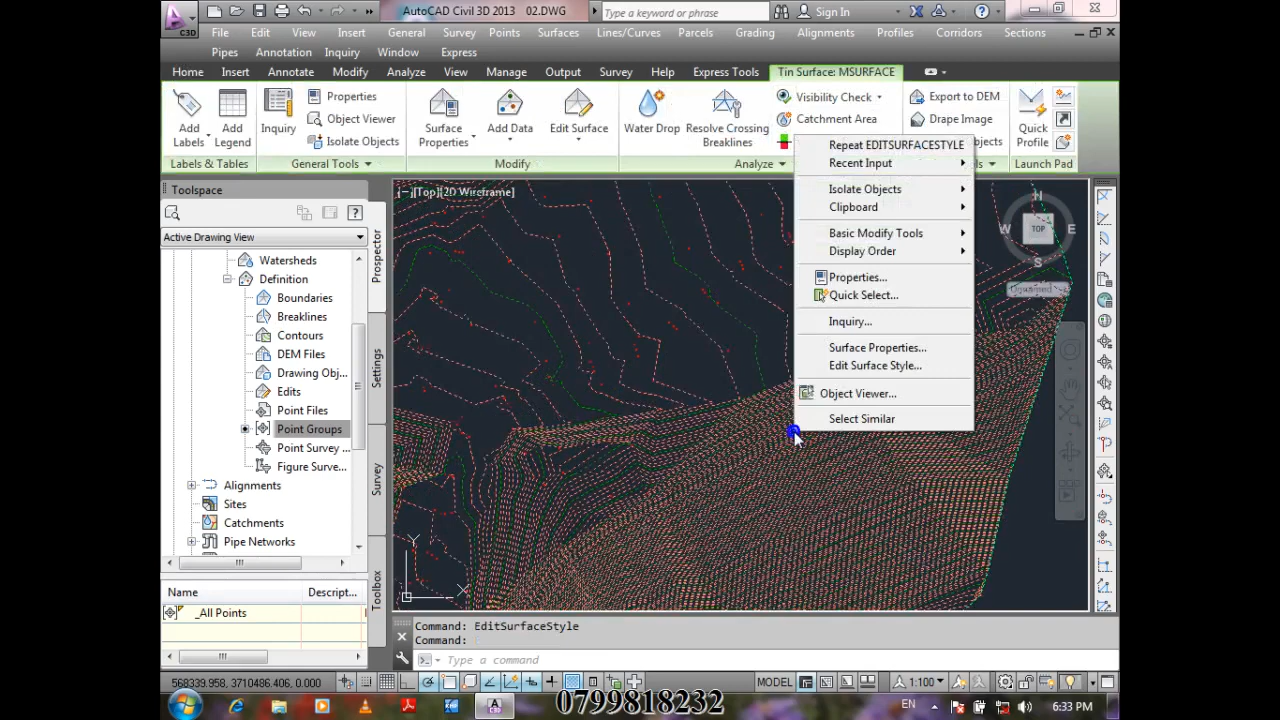 AutoCAD Civil 3D 2013 02.DWG
Type a keyword or phrase
Sign In
C3D
File Edit View Insert General Survey Points Surfaces Lines/Curves Parcels Grading Alignments Profiles Corridors Sections
Pipes Annotation Inquiry Window Express
Home Insert Annotate Modify Analyze View Manage Output Survey Help Express Tools Tin Surface: MSURFACE
Add Labels
Add Legend
Labels & Tables
Inquiry
Properties
Object Viewer
Isolate Objects
General Tools
Surface Properties
Add Data
Edit Surface
Modify
Water Drop
Resolve Crossing Breaklines
Visibility Check
Catchment Area
Analyze
Export to DEM
Drape Image
Quick Profile
Launch Pad
Toolspace
Active Drawing View
Watersheds
Definition
Boundaries
Breaklines
Contours
DEM Files
Drawing Obj...
Edits
Point Files
Point Groups
Point Survey ...
Figure Surve...
Alignments
Sites
Catchments
Pipe Networks
Name Descript...
_All Points
Prospector
Settings
Survey
Toolbox
[Top][2D Wireframe]
Repeat EDITSURFACESTYLE
Recent Input
Isolate Objects
Clipboard
Basic Modify Tools
Display Order
Properties...
Quick Select...
Inquiry...
Surface Properties...
Edit Surface Style...
Object Viewer...
Select Similar
W TOP E
S
Unnamed
Y
X
Command: EditSurfaceStyle
Command:
Type a command
568339.958, 3710486.406, 0.000
MODEL
1:100
0799818232
EN
6:33 PM